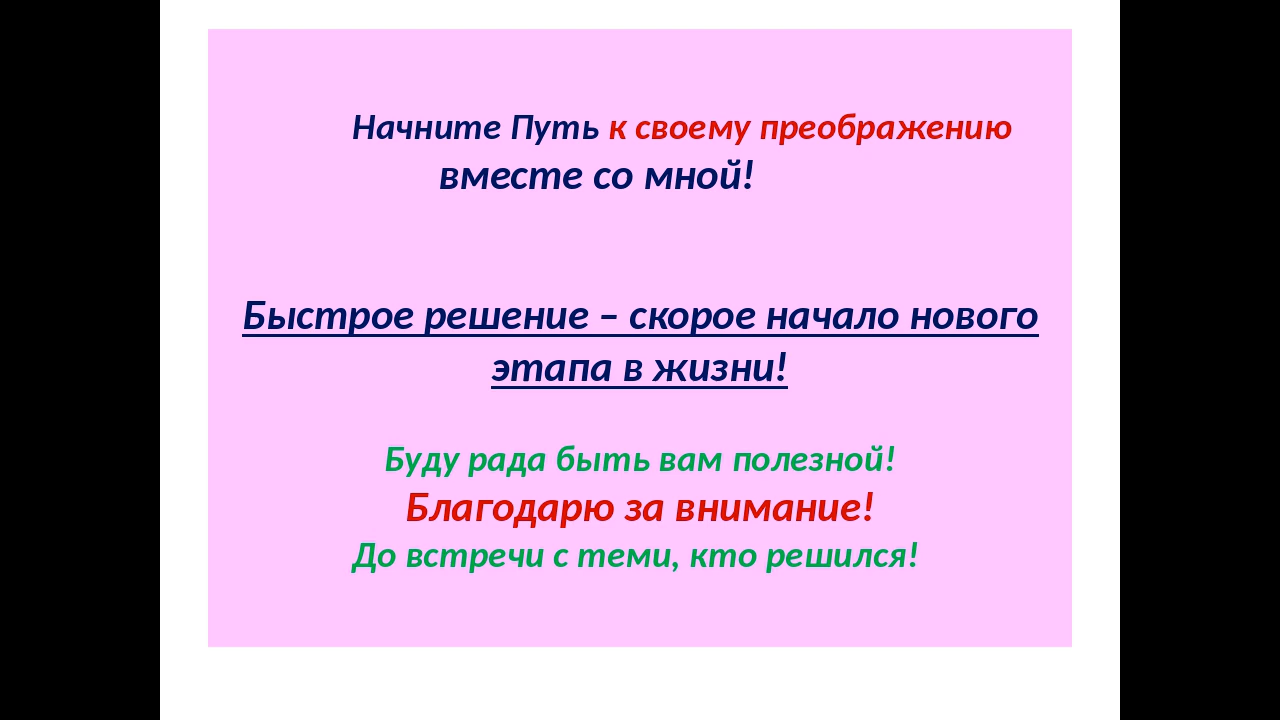 Начните Путь к своему преображению
вместе со мной!
Быстрое решение – скорое начало нового
этапа в жизни!
Буду рада быть вам полезной!
Благодарю за внимание!
До встречи с теми, кто решился!